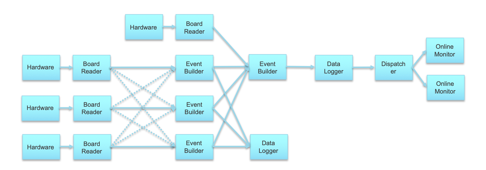 Hardware
Board
Reader
Hardware
Board
Reader
Event
Builder
Event
Builder
Data
Logger
Dispatch
er
Online
Monitor
Online
Monitor
Hardware
Board
Reader
Event
Builder
Hardware
Board
Reader
Event
Builder
Data
Logger